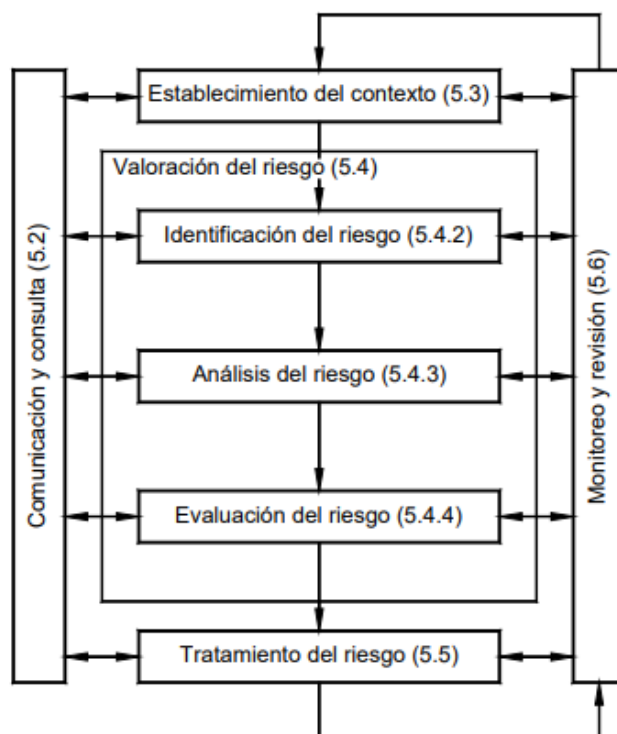 Establecimiento del contexto (5.3)
Valoración del riesgo (5.4)
Identificación del riesgo (5.4.2)
Análisis del riesgo (5.4.3)
Evaluación del riesgo (5.4.4)
Tratamiento del riesgo (5.5)
Comunicación y consulta (5.2)
Monitoreo y revisión (5.6)